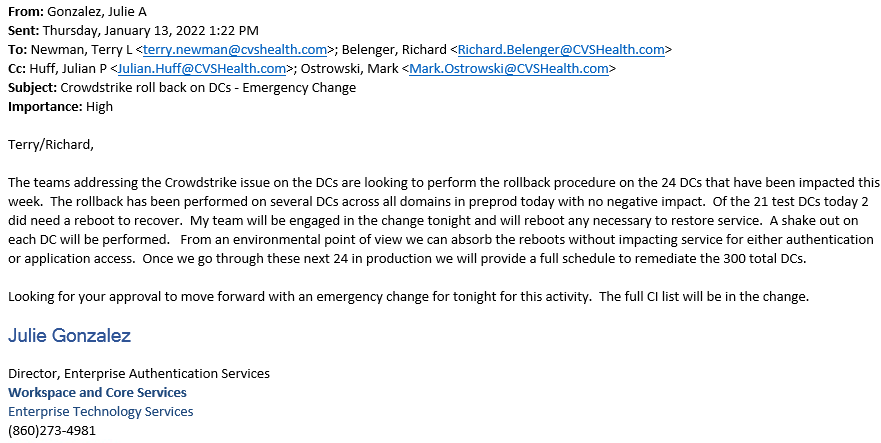 From: Gonzalez, Julie A
Sent: Thursday, January 13, 2022 1:22 PM
To: Newman, Terry L <terry.newman@cvshealth.com>; Belenger, Richard <Richard.Belenger@CVSHealth.com>
Cc: Huff, Julian P <Julian.Huff@CVSHealth.com>; Ostrowski, Mark <Mark.Ostrowski@CVSHealth.com>
Subject: Crowdstrike roll back on DCs - Emergency Change
Importance: High
Terry/Richard,
The teams addressing the Crowdstrike issue on the DCs are looking to perform the rollback procedure on the 24 DCs that have been impacted this
week.  The rollback has been performed on several DCs across all domains in preprod today with no negative impact.  Of the 21 test DCs today 2
did need a reboot to recover.  My team will be engaged in the change tonight and will reboot any necessary to restore service.  A shake out on
each DC will be performed.   From an environmental point of view we can absorb the reboots without impacting service for either authentication
or application access.  Once we go through these next 24 in production we will provide a full schedule to remediate the 300 total DCs.
Looking for your approval to move forward with an emergency change for tonight for this activity.  The full CI list will be in the change.
Julie Gonzalez
Director, Enterprise Authentication Services
Workspace and Core Services
Enterprise Technology Services
(860)273-4981